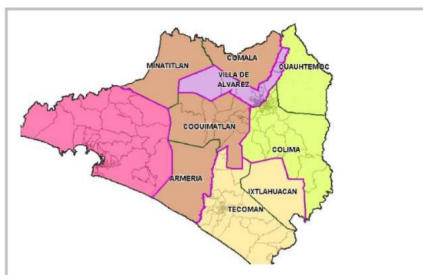 COMALA
MINATITLAN
CUAUHTEMOC
VILLA DE
ALVAREZ
COQUIMATLAN
COLIMA
ARMERIA
IXTLAHUACAN
TECOMAN